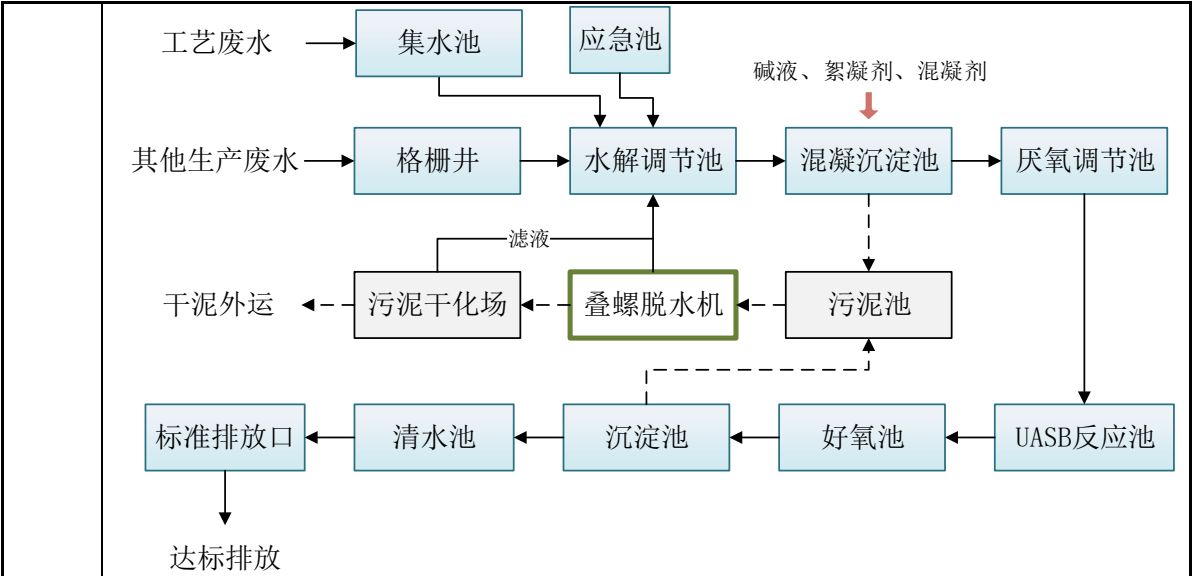 工艺废水
集水池
应急池
碱液、絮凝剂、混凝剂
其他生产废水
格栅井
水解调节池
混凝沉淀池
厌氧调节池
滤液
干泥外运
污泥干化场
叠螺脱水机
污泥池
标准排放口
清水池
沉淀池
好氧池
UASB反应池
达标排放